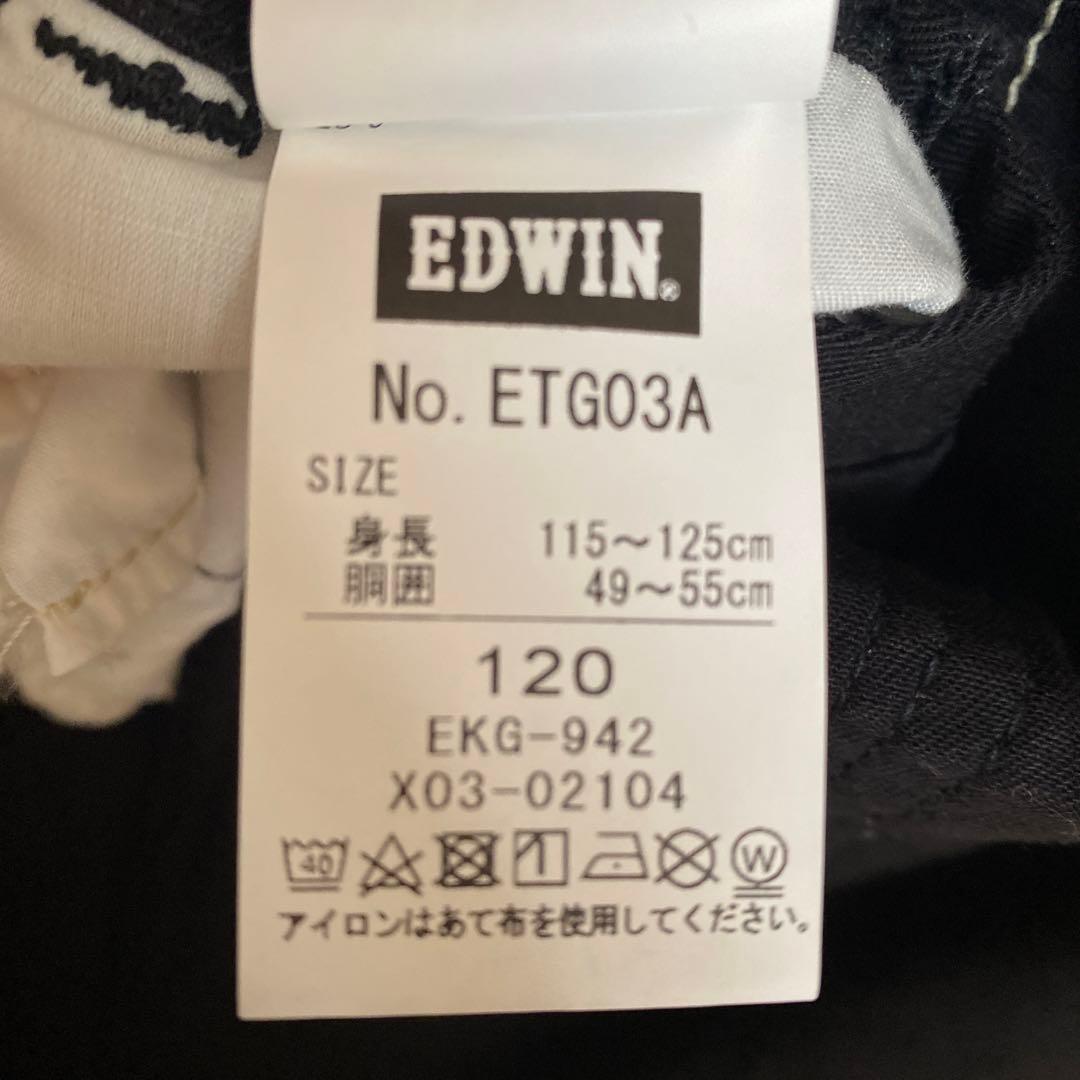 EDWIN®
No. ETG03A
SIZE
身長 115～125cm
胴囲 49～55cm
120
EKG-942
X03-02104
40 W
アイロンはあて布を使用してください。